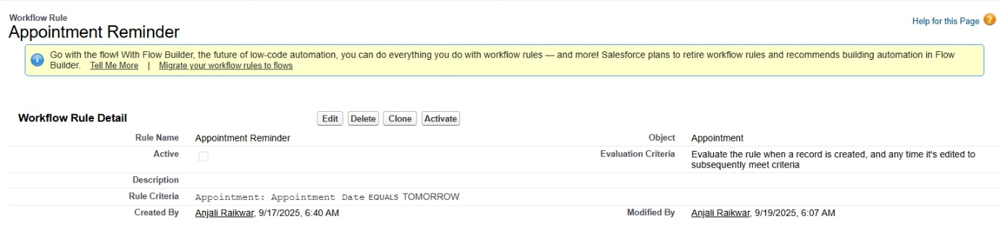 Workflow Rule
Appointment Reminder
Help for this Page ?
Go with the flow! With Flow Builder, the future of low-code automation, you can do everything you do with workflow rules — and more! Salesforce plans to retire workflow rules and recommends building automation in Flow
Builder. Tell Me More | Migrate your workflow rules to flows
Workflow Rule Detail Edit Delete Clone Activate
Rule Name Appointment Reminder Object Appointment
Active Evaluation Criteria Evaluate the rule when a record is created, and any time it's edited to
subsequently meet criteria
Description
Rule Criteria Appointment: Appointment Date EQUALS TOMORROW
Created By Anjali Raikwar, 9/17/2025, 6:40 AM Modified By Anjali Raikwar, 9/19/2025, 6:07 AM